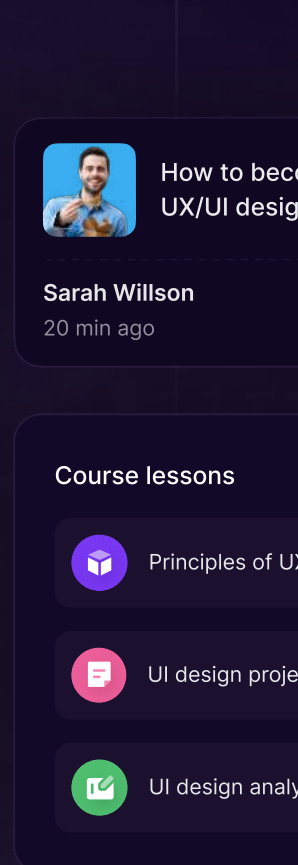 How to beco
UX/UI desig
Sarah Willson
20 min ago
Course lessons
Principles of UX
UI design proje
UI design analy